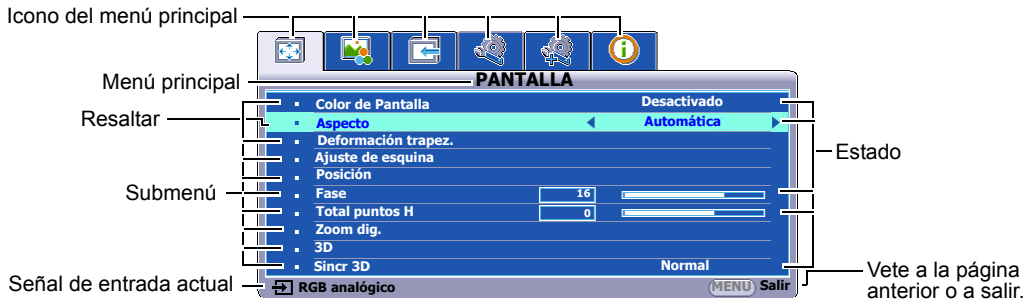 Icono del menú principal
Menú principal
PANTALLA
Color de Pantalla Desactivado
Resaltar
Aspecto Automática
Deformación trapez.
Ajuste de esquina
Estado
Posición
Submenú
Fase 16
Total puntos H 0
Zoom dig.
3D
Sincr 3D Normal
Señal de entrada actual
RGB analógico MENU Salir
Vete a la página
anterior o a salir.